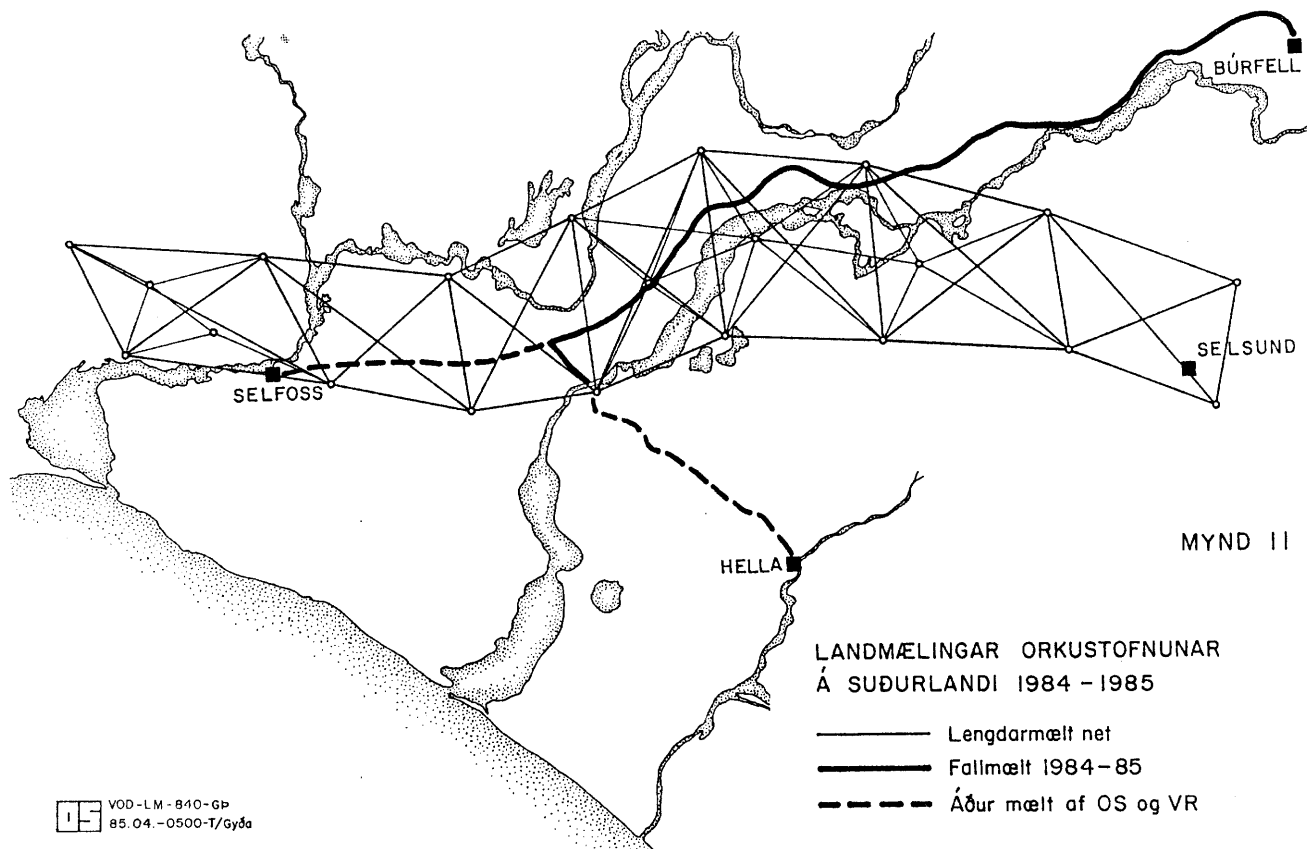 BÚRFELL
SELSUND
SELFOSS
HELLA
MYND 11
LANDMÆLINGAR ORKUSTOFNUNAR
Á SUÐURLANDI 1984-1985
Lengdarmælt net
Fallmælt 1984-85
Áður mælt af OS og VR
OS
VOD-LM-840-GÞ
85.04.-0500-T/Gyða